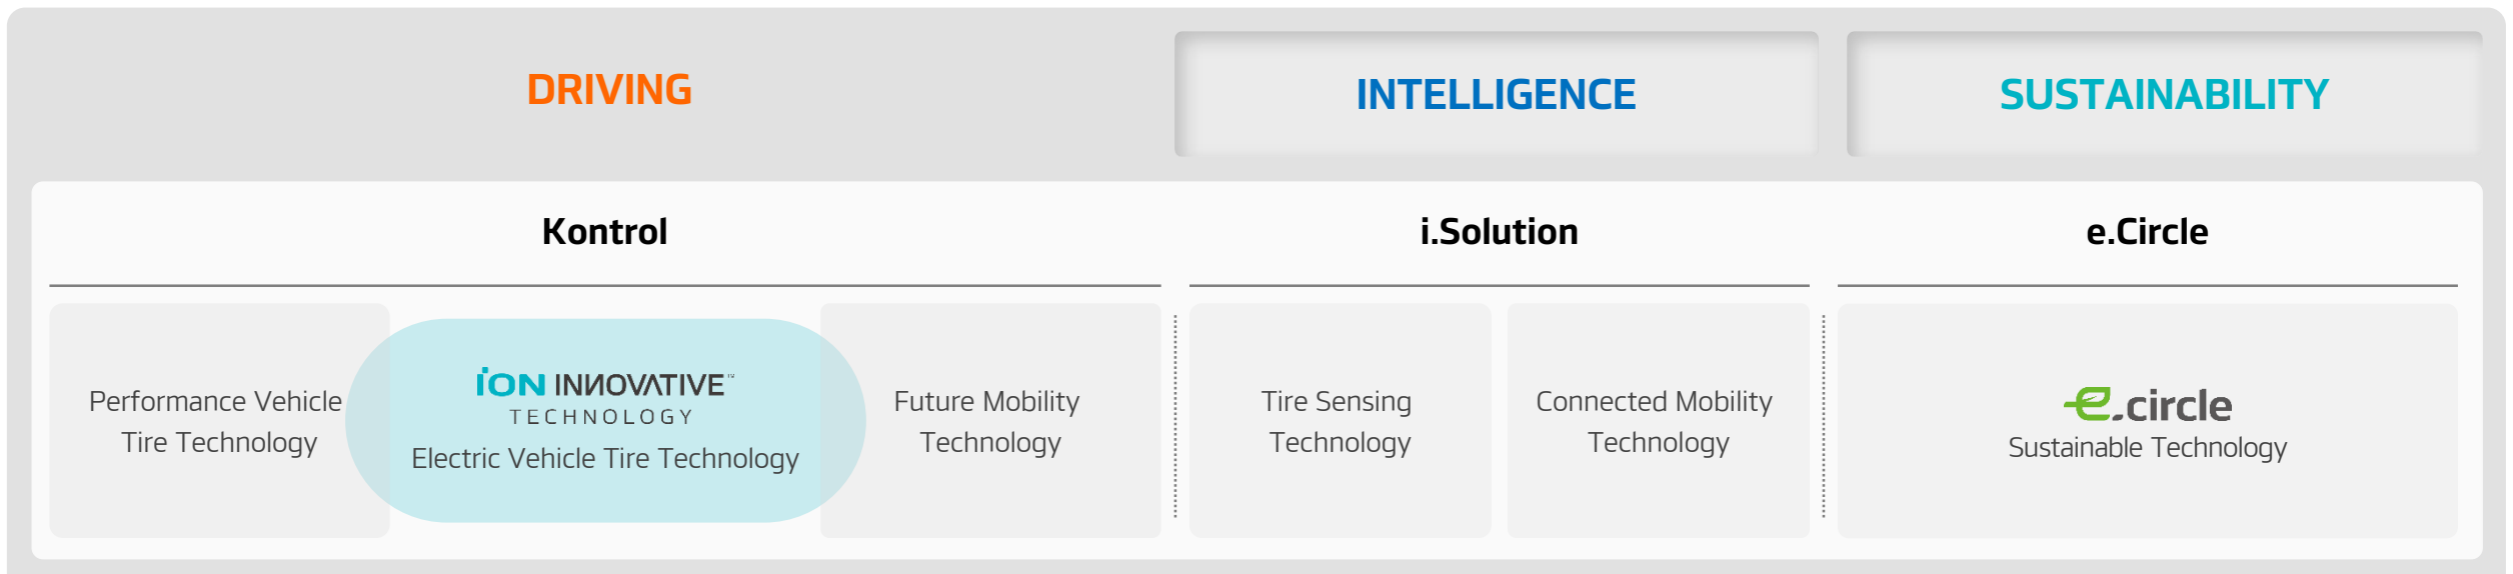 DRIVING
INTELLIGENCE
SUSTAINABILITY
Kontrol
i.Solution
e.Circle
Performance Vehicle
Tire Technology
iON INNOVATIVE™
TECHNOLOGY
Electric Vehicle Tire Technology
Future Mobility
Technology
Tire Sensing
Technology
Connected Mobility
Technology
e.circle
Sustainable Technology